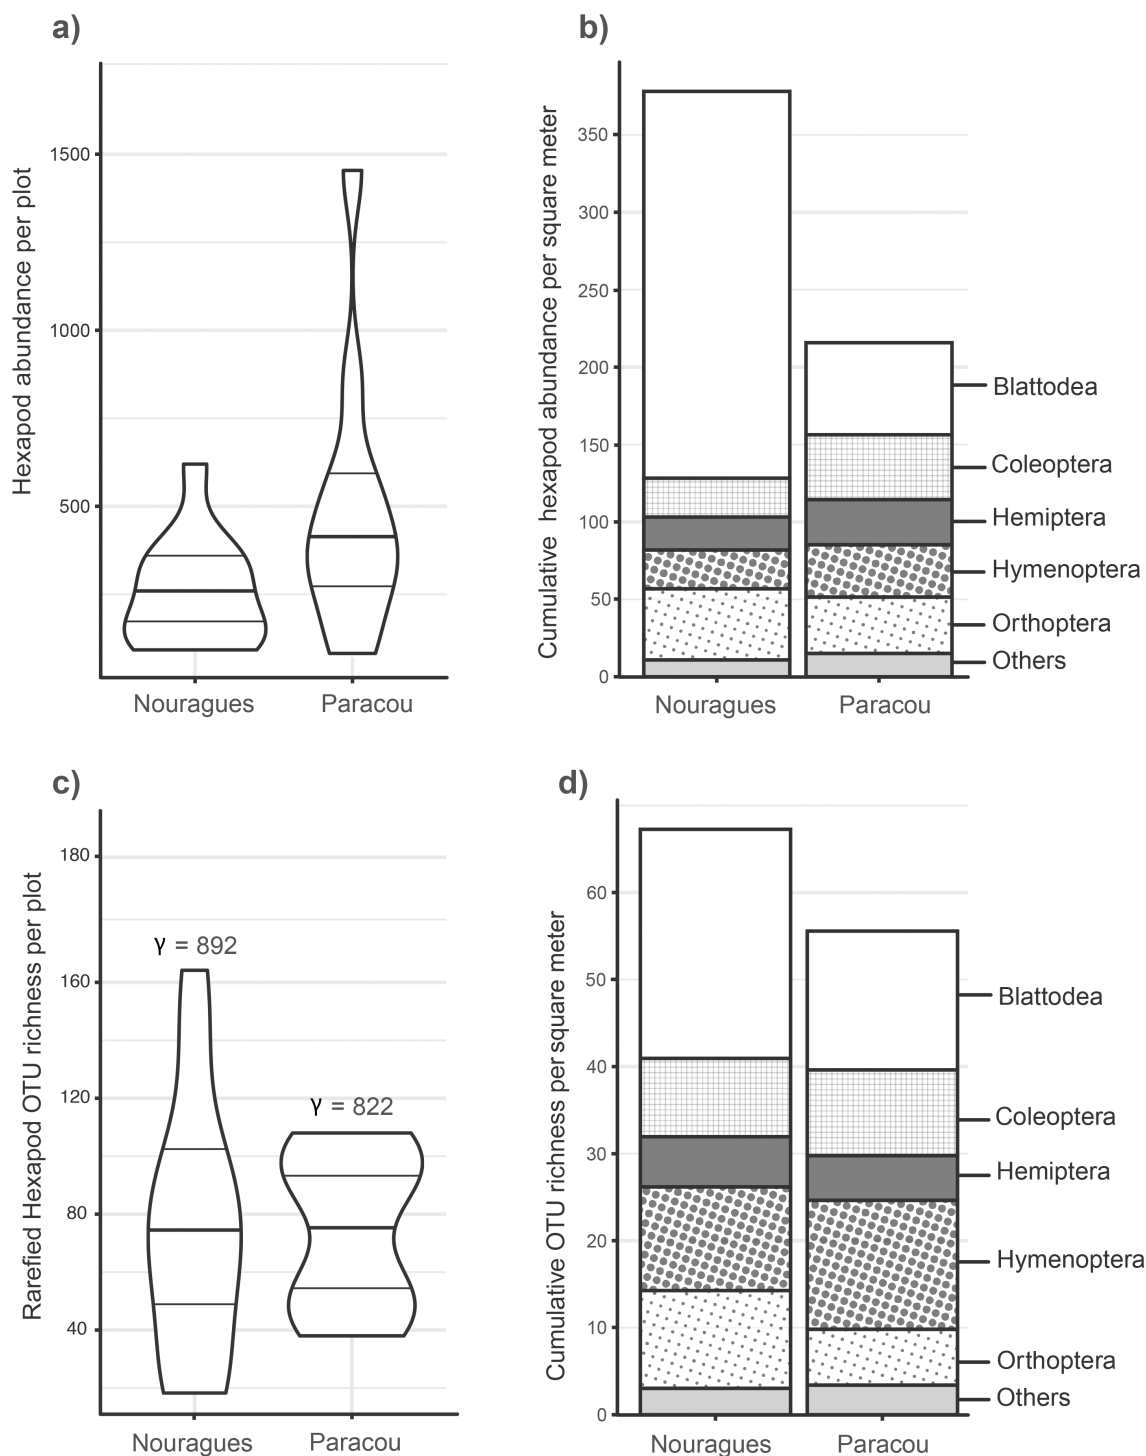 a)
Hexapod abundance per plot
1500
1000
500
Nouragues
Paracou
b)
Cumulative hexapod abundance per square meter
350
300
250
200
150
100
50
0
Nouragues
Paracou
Blattodea
Coleoptera
Hemiptera
Hymenoptera
Orthoptera
Others
c)
Rarefied Hexapod OTU richness per plot
180
160
120
80
40
γ = 892
γ = 822
Nouragues
Paracou
d)
Cumulative OTU richness per square meter
60
50
40
30
20
10
0
Nouragues
Paracou
Blattodea
Coleoptera
Hemiptera
Hymenoptera
Orthoptera
Others